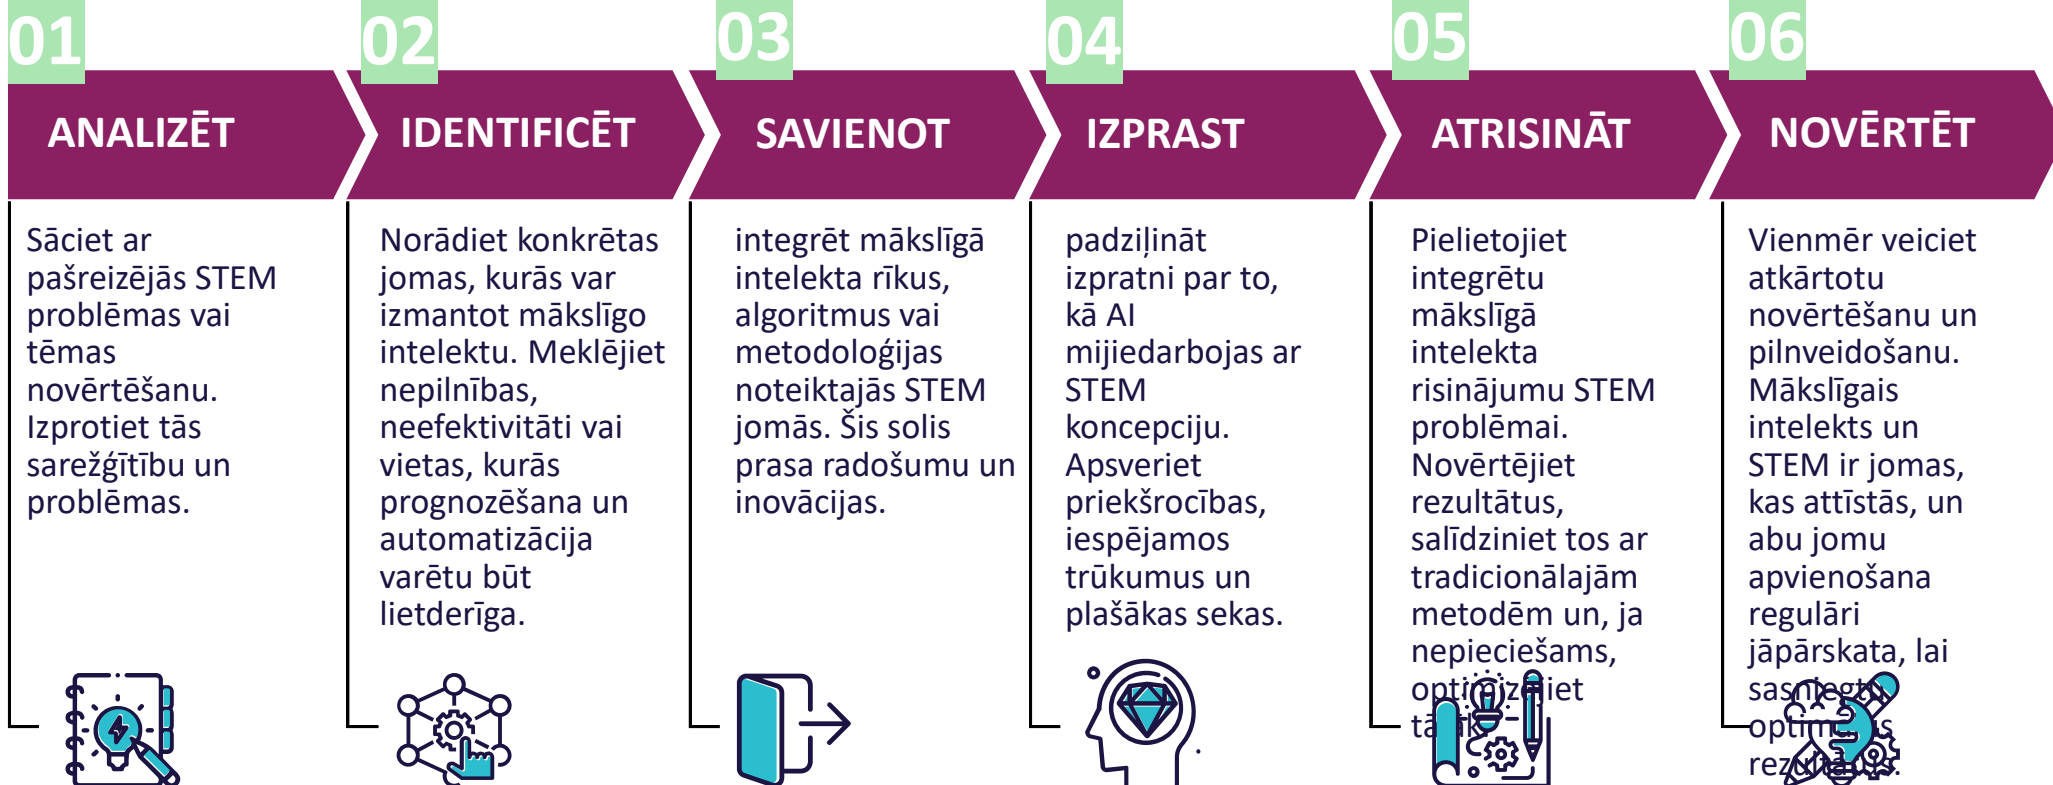 01
ANALIZĒT
Sāciet ar
pašreizējās STEM
problēmas vai
tēmas
novērtēšanu.
Izprotiet tās
sarežģītību un
problēmas.
02
IDENTIFICĒT
Norādiet konkrētas
jomas, kurās var
izmantot mākslīgo
intelektu. Meklējiet
nepilnības,
neefektivitāti vai
vietas, kurās
prognozēšana un
automatizācija
varētu būt
lietderīga.
03
SAVIENOT
integrēt mākslīgā
intelekta rīkus,
algoritmus vai
metodoloģijas
noteiktajās STEM
jomās. Šis solis
prasa radošumu un
inovācijas.
04
IZPRAST
padziļināt
izpratni par to,
kā AI
mijiedarbojas ar
STEM
koncepciju.
Apsveriet
priekšrocības,
iespējamos
trūkumus un
plašākas sekas.
05
ATRISINĀT
Pielietojiet
integrētu
mākslīgā
intelekta
risinājumu STEM
problēmai.
Novērtējiet
rezultātus,
salīdziniet tos ar
tradicionālajām
metodēm un, ja
nepieciešams,
optimizējiet
tālāk.
06
NOVĒRTĒT
Vienmēr veiciet
atkārtotu
novērtēšanu un
pilnveidošanu.
Mākslīgais
intelekts un
STEM ir jomas,
kas attīstās, un
abu jomu
apvienošana
regulāri
jāpārskata, lai
sasniegtu
optimālus
rezultātus.